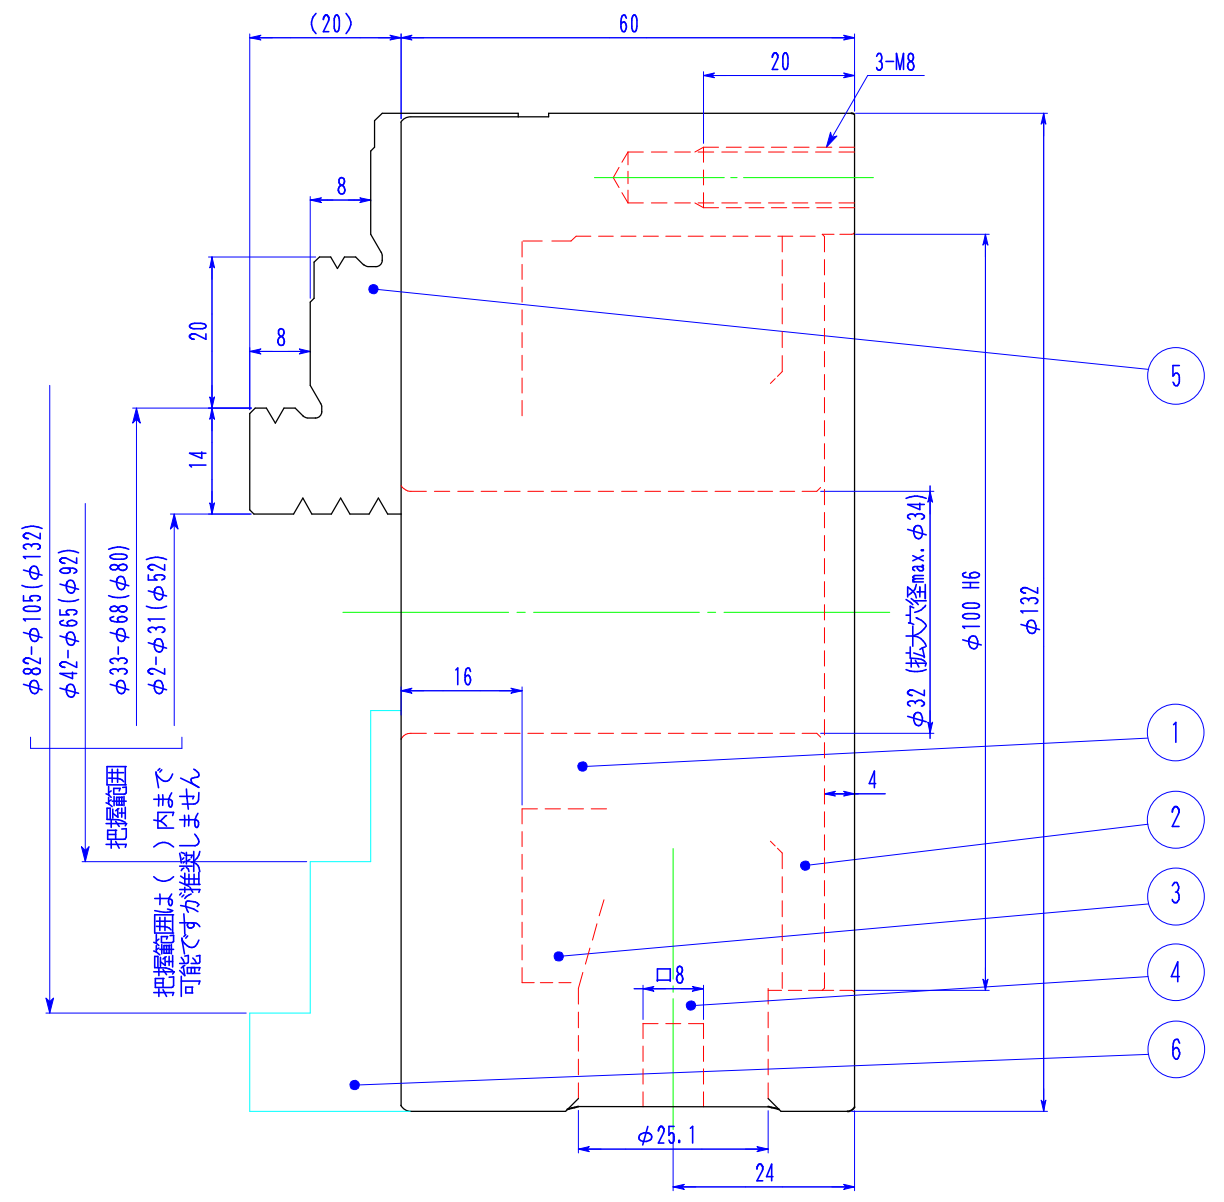 (20)
60
20
3-M8
8
20
8
14
5
φ82-φ105(φ132)
φ42-φ65(φ92)
φ33-φ68(φ80)
φ2-φ31(φ52)
φ32 (拡大穴径max.φ34)
φ100 H6
φ132
16
1
4
2
把握範囲
把握範囲は( )内まで
可能ですが推奨しません
3
口8
4
6
φ25.1
24